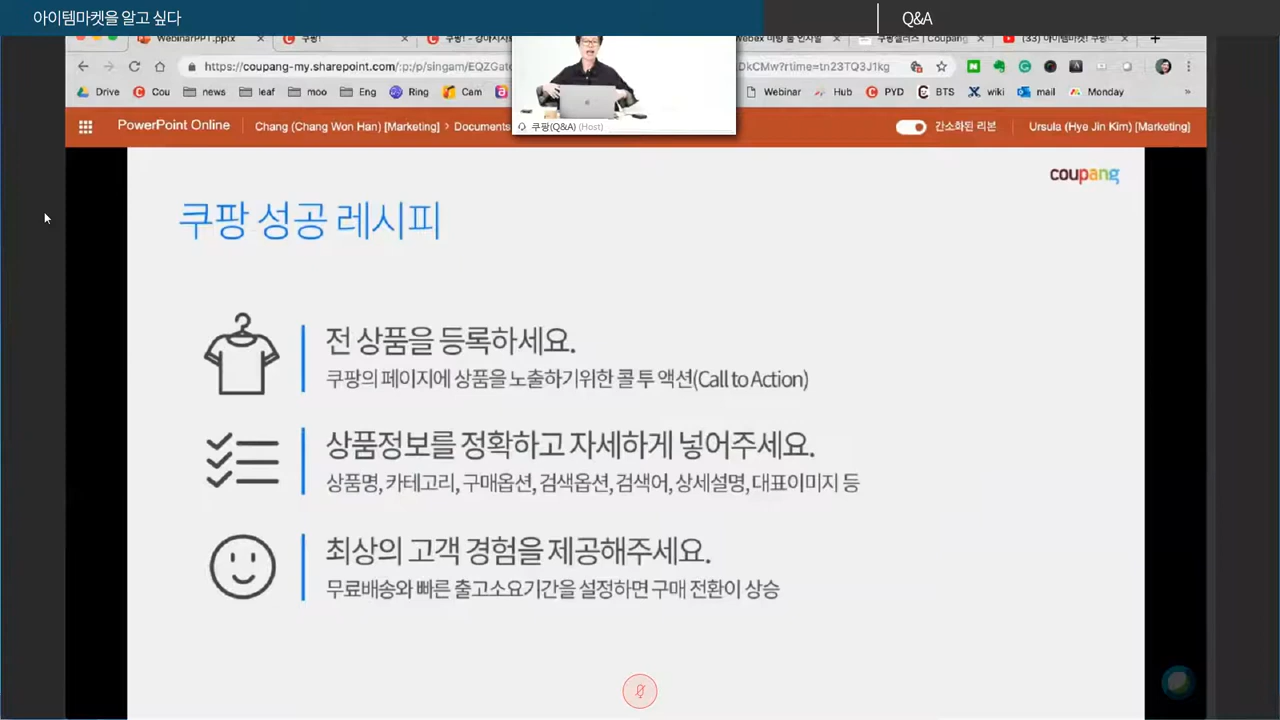 아이템마켓을 알고 싶다
Q&A
WebinarPPT.pptx
쿠팡!
https://coupang-my.sharepoint.com/:p:/p/singam/
Drive
Cou
news
leaf
moo
Eng
Ring
Cam
Webinar
Hub
PYD
BTS
wiki
mail
Monday
쿠팡(Q&A) (Host)
PowerPoint Online
Chang (Chang Won Han) [Marketing] > Documents
간소화된 리본
Ursula (Hye Jin Kim) [Marketing]
coupang
쿠팡 성공 레시피
전 상품을 등록하세요.
쿠팡의 페이지에 상품을 노출하기위한 콜 투 액션(Call to Action)
상품정보를 정확하고 자세하게 넣어주세요.
상품명, 카테고리, 구매옵션, 검색옵션, 검색어, 상세설명, 대표이미지 등
최상의 고객 경험을 제공해주세요.
무료배송와 빠른 출고소요기간을 설정하면 구매 전환이 상승